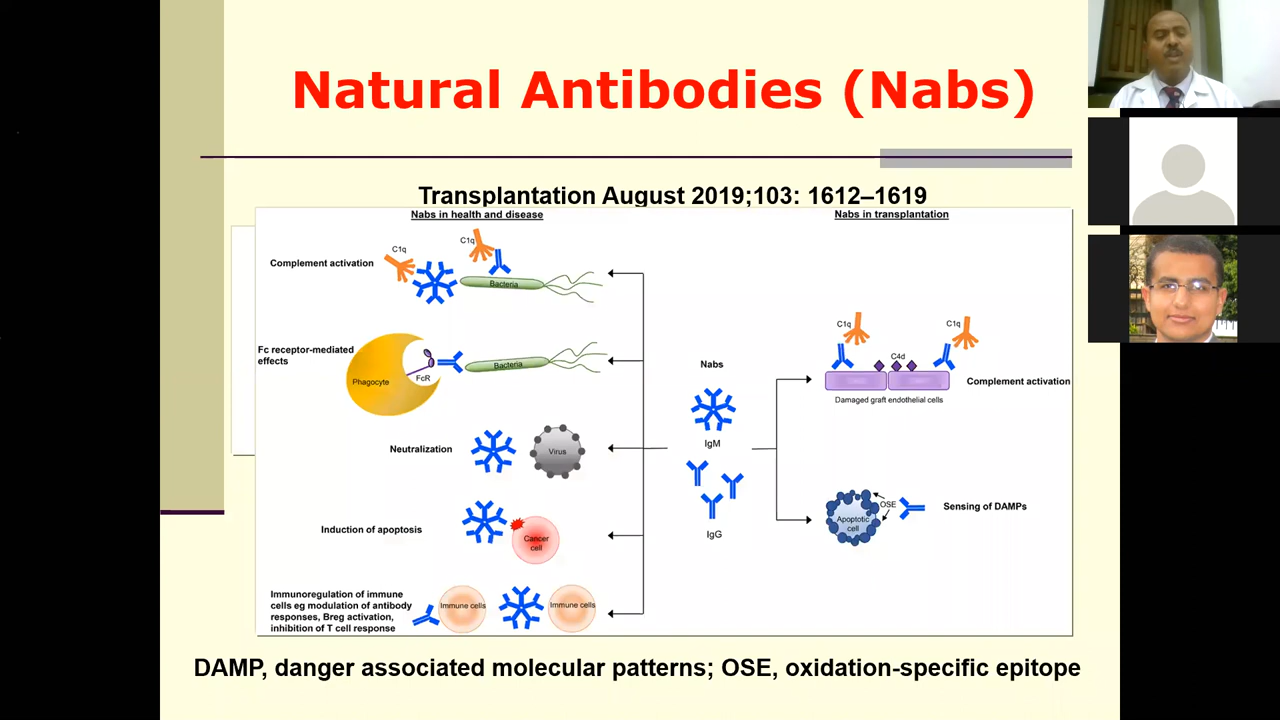 Natural Antibodies (Nabs)
Transplantation August 2019;103: 1612–1619
Nabs in health and disease
Complement activation
C1q
C1q
Bacteria
Fc receptor-mediated
effects
Phagocyte
FcR
Bacteria
Neutralization
Virus
Induction of apoptosis
Cancer
cell
Immunoregulation of immune
cells eg modulation of antibody
responses, Breg activation,
inhibition of T cell response
Immune cells
Immune cells
Nabs
IgM
IgG
Nabs in transplantation
C1q
C1q
C4d
Complement activation
Damaged graft endothelial cells
OSE
Apoptotic
cell
Sensing of DAMPs
DAMP, danger associated molecular patterns; OSE, oxidation-specific epitope